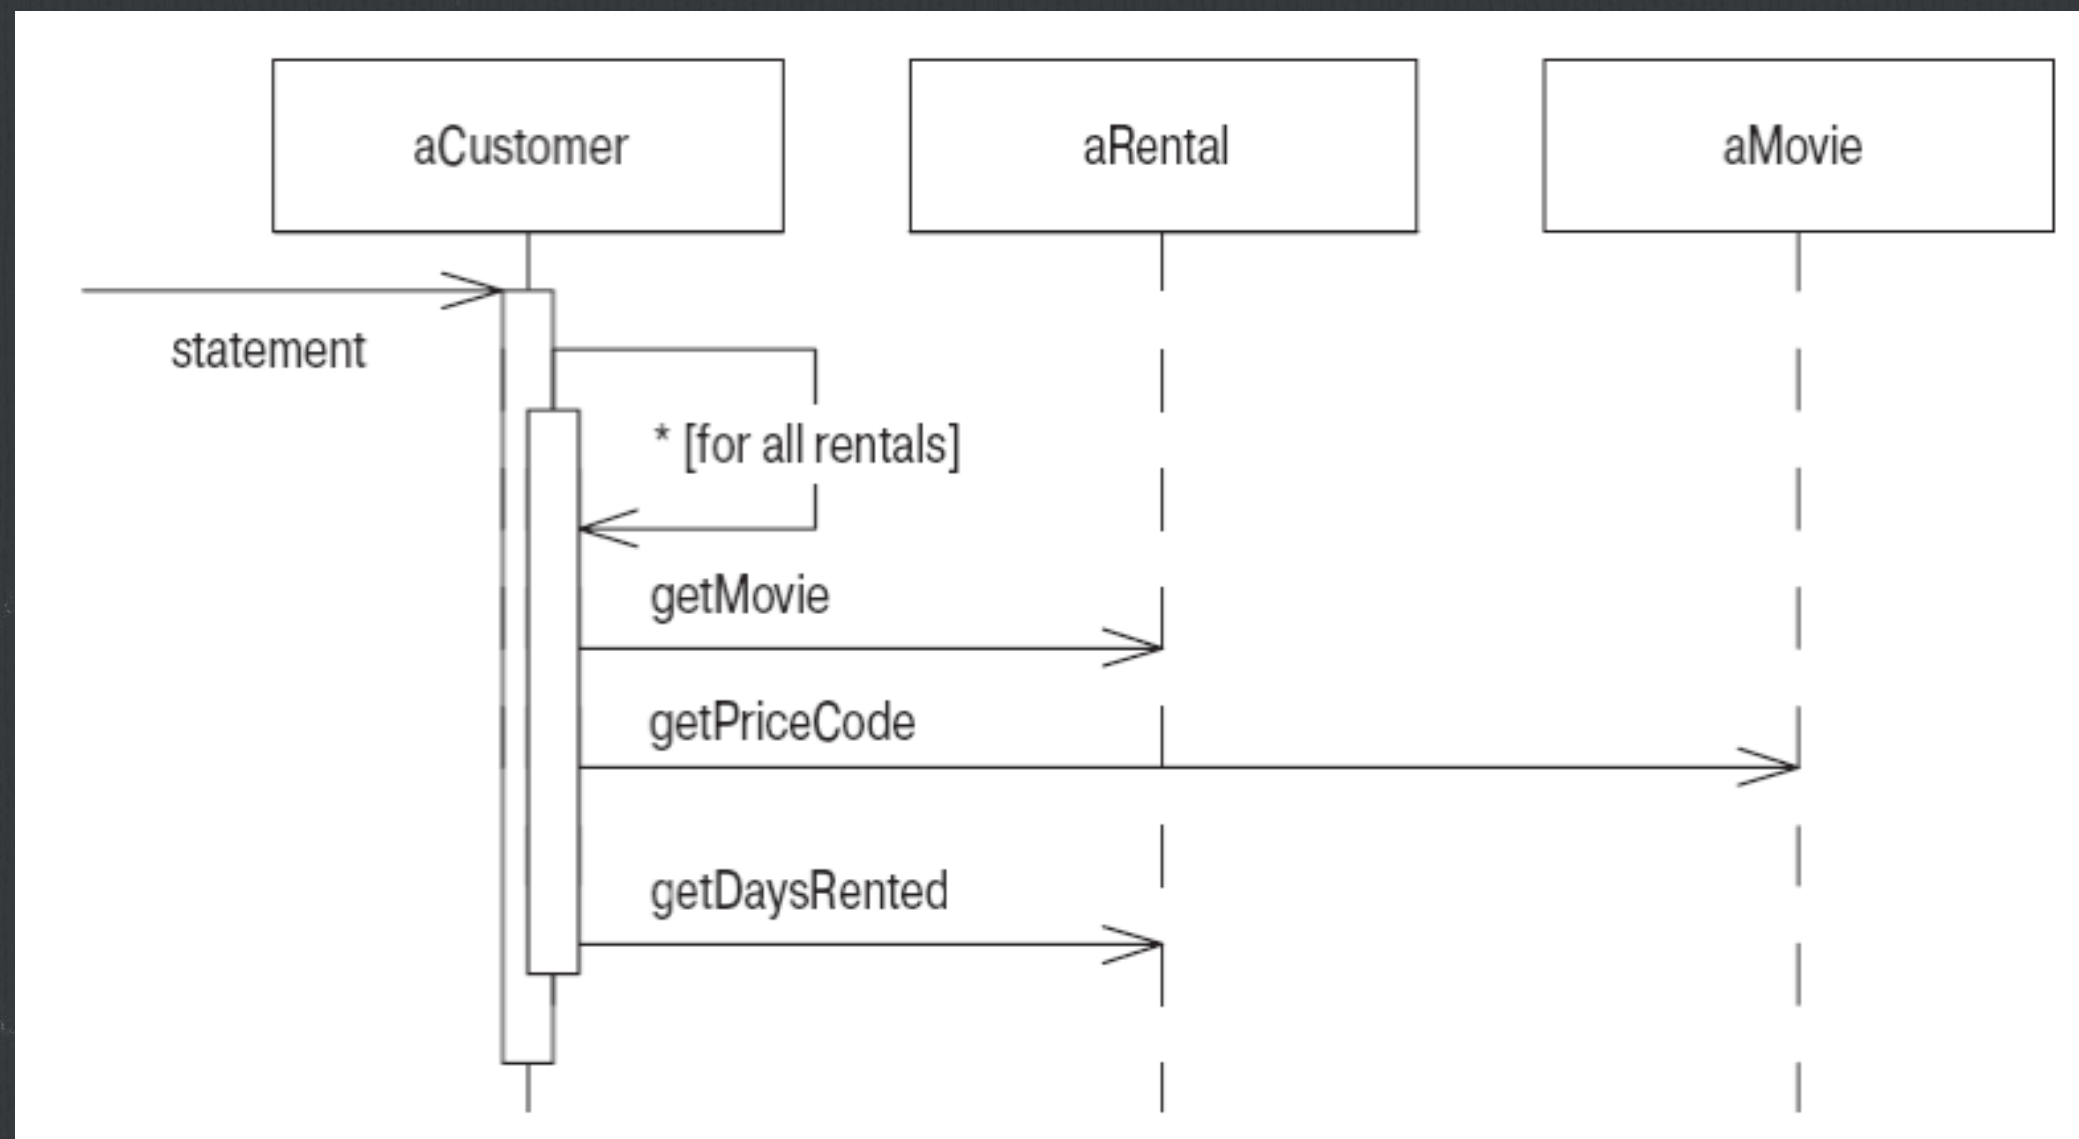 aCustomer
aRental
aMovie
statement
* [for all rentals]
getMovie
getPriceCode
getDaysRented